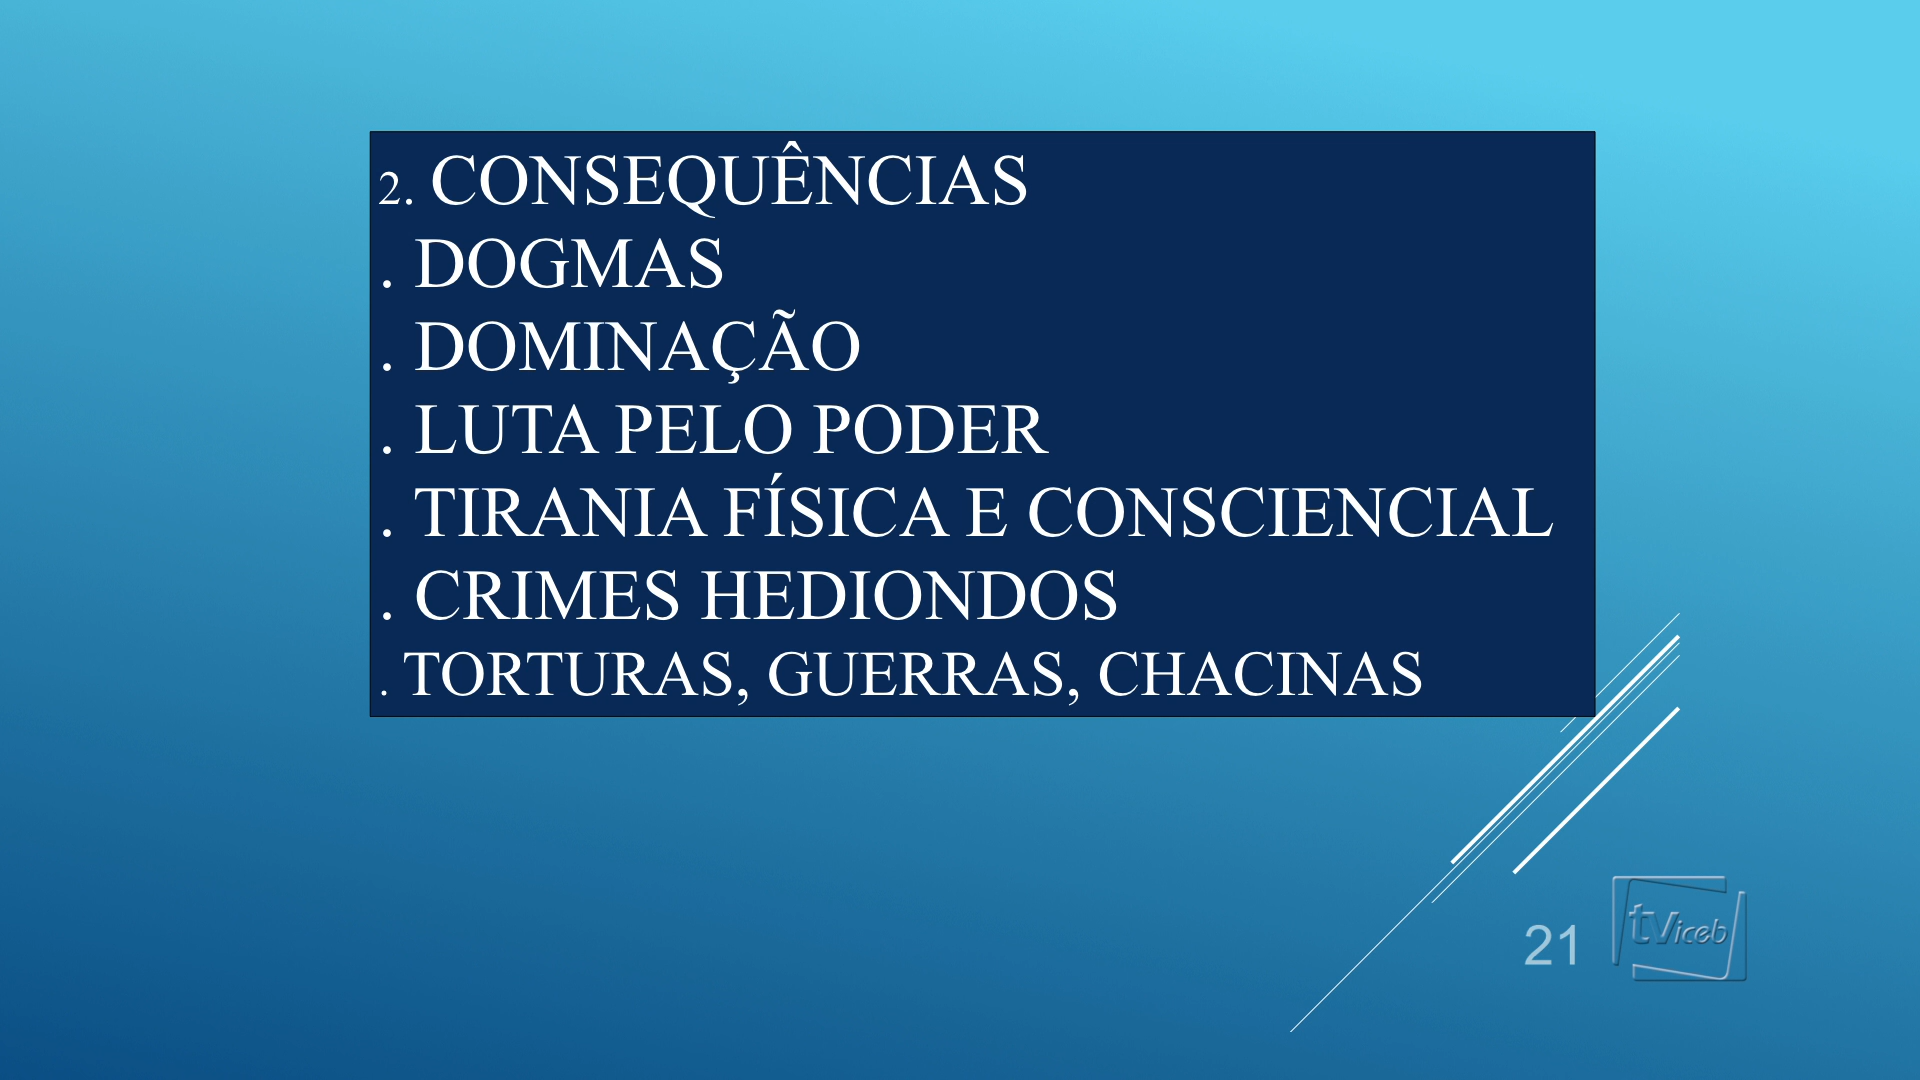 2. CONSEQUÊNCIAS
. DOGMAS
. DOMINAÇÃO
. LUTA PELO PODER
. TIRANIA FÍSICA E CONSCIENCIAL
. CRIMES HEDIONDOS
. TORTURAS, GUERRAS, CHACINAS
21
tViceb